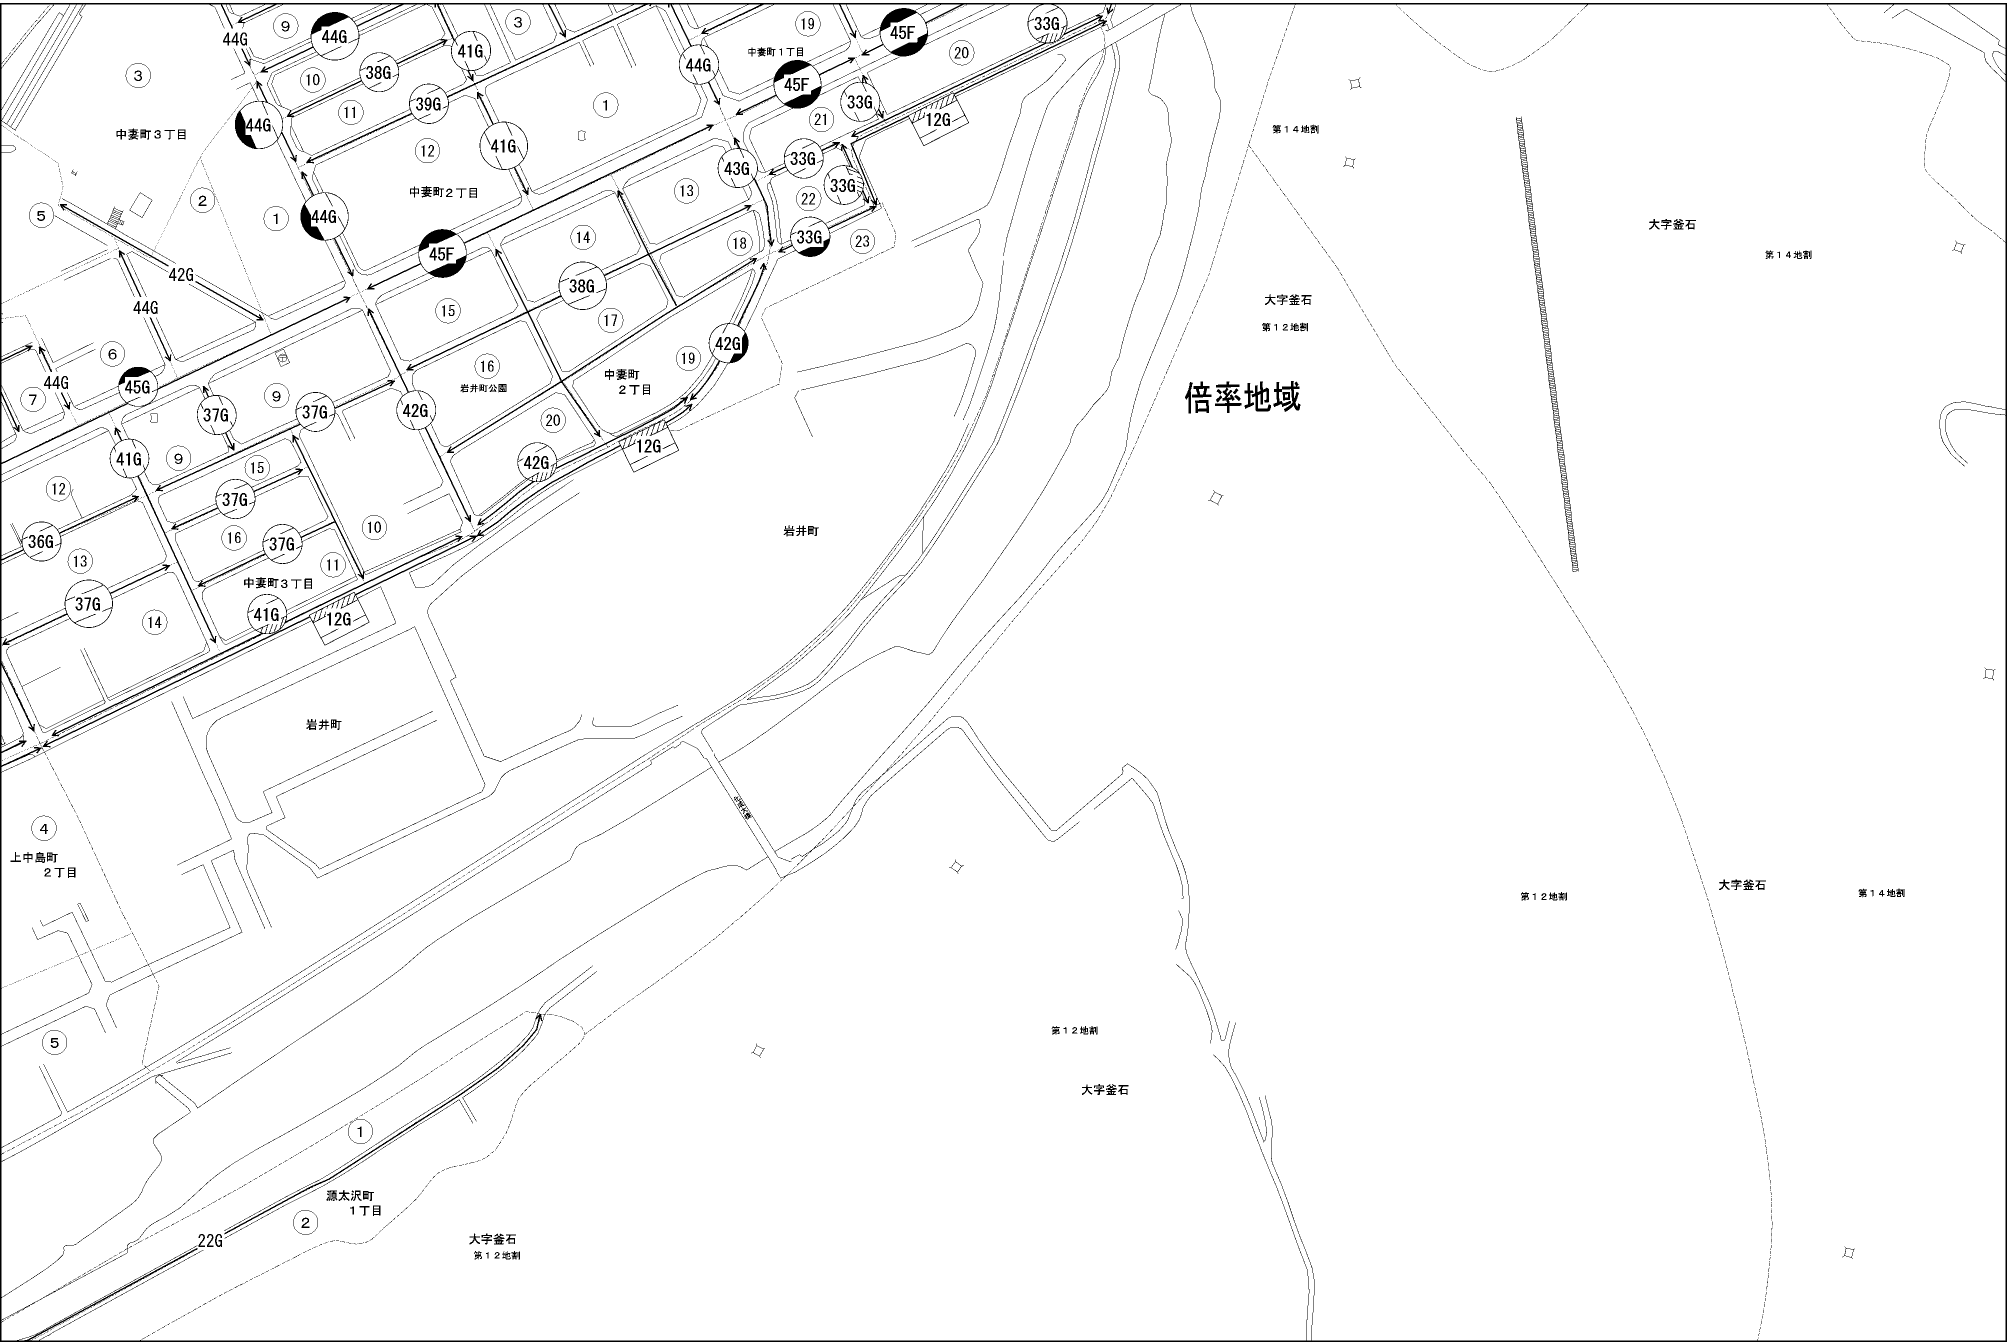 44G
9
44G
41G
3
44G
19
中妻町１丁目
45F
20
33G
3
10
38G
11
39G
1
45F
33G
21
12G
第１４地割
中妻町３丁目
44G
12
41G
43G
33G
5
2
1
44G
中妻町２丁目
13
33G
22
大字釜石
第１４地割
42G
45F
14
18
33G
23
44G
15
38G
17
大字釜石
第１２地割
6
44G
45G
7
16
岩井町公園
中妻町
２丁目
19
42G
倍率地域
9
37G
37G
42G
20
42G
12G
41G
9
15
12
37G
36G
16
37G
10
岩井町
13
11
中妻町３丁目
37G
14
41G
12G
岩井町
4
上中島町
２丁目
第１２地割
大字釜石
第１４地割
5
第１２地割
大字釜石
1
源太沢町
１丁目
2
22G
大字釜石
第１２地割